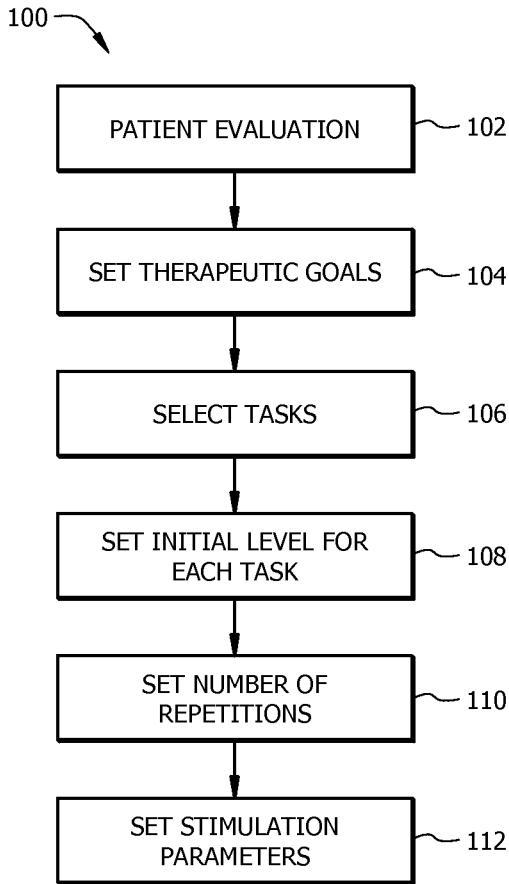 100
PATIENT EVALUATION
102
SET THERAPEUTIC GOALS
104
SELECT TASKS
106
SET INITIAL LEVEL FOR
EACH TASK
108
SET NUMBER OF
REPETITIONS
110
SET STIMULATION
PARAMETERS
112